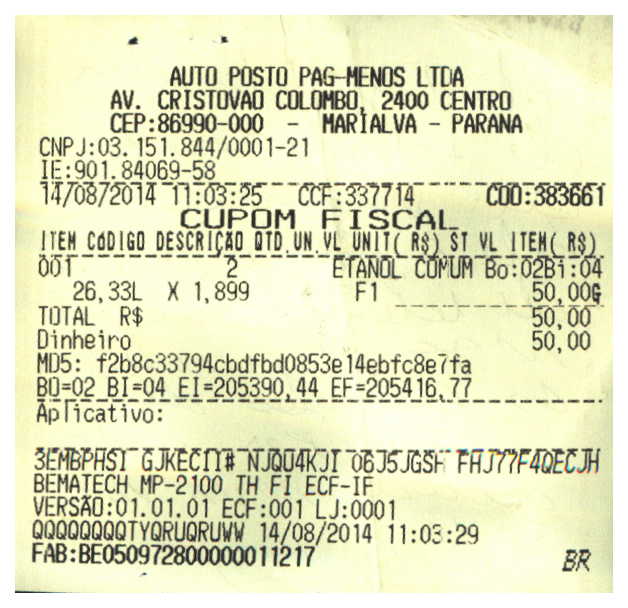 AUTO POSTO PAG-MENOS LTDA
AV. CRISTOVAO COLOMBO, 2400 CENTRO
CEP:86990-000 - MARIALVA - PARANA
CNPJ:03.151.844/0001-21
IE:901.84069-58
14/08/2014 11:03:25 CCF:337714 COO:383661
CUPOM FISCAL
ITEM CóDIGO DESCRIÇÃO QTD.UN.VL UNIT( R$) ST VL ITEM( R$)
001 2 ETANOL COMUM Bo:02Bi:04
26,33L X 1,899 F1 50,00G
TOTAL R$ 50,00
Dinheiro 50,00
MD5: f2b8c33794cbdfbd0853e14ebfc8e7fa
BO=02 BI=04 EI=205390,44 EF=205416,77
Aplicativo:
BEMATECH MP-2100 TH FI ECF-IF
VERSÃO:01.01.01 ECF:001 LJ:0001
QQQQQQQQTYQRUQRUWW 14/08/2014 11:03:29
FAB:BE050972800000011217
BR